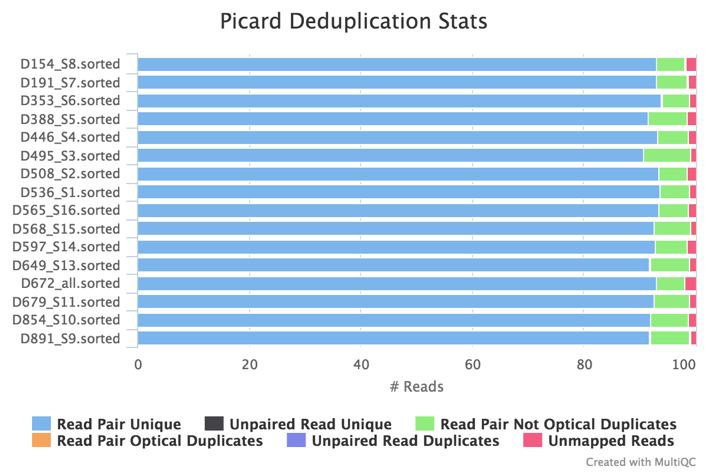 Picard Deduplication Stats
D154_S8.sorted
D191_S7.sorted
D353_S6.sorted
D388_S5.sorted
D446_S4.sorted
D495_S3.sorted
D508_S2.sorted
D536_S1.sorted
D565_S16.sorted
D568_S15.sorted
D597_S14.sorted
D649_S13.sorted
D672_all.sorted
D679_S11.sorted
D854_S10.sorted
D891_S9.sorted
0 20 40 60 80 100
# Reads
Read Pair Unique Unpaired Read Unique Read Pair Not Optical Duplicates
Read Pair Optical Duplicates Unpaired Read Duplicates Unmapped Reads
Created with MultiQC